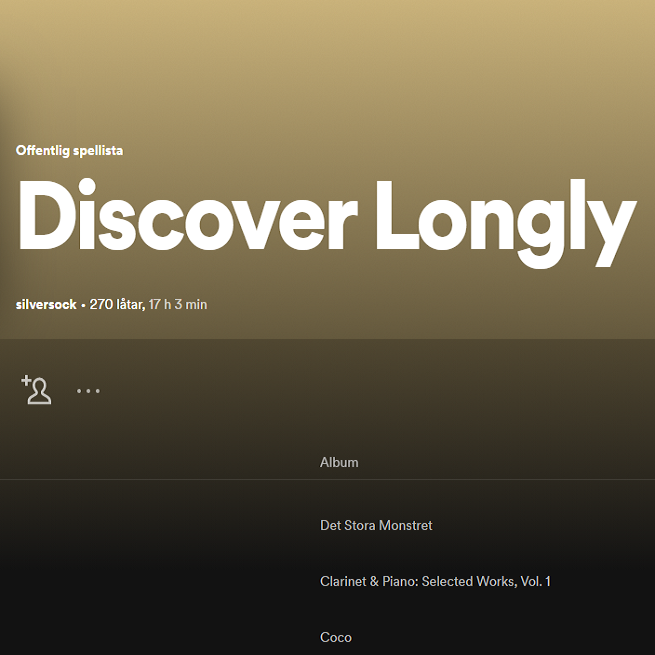 Offentlig spellista
Discover Longly
silversock • 270 låtar, 17 h 3 min
Album
Det Stora Monstret
Clarinet & Piano: Selected Works, Vol. 1
Coco